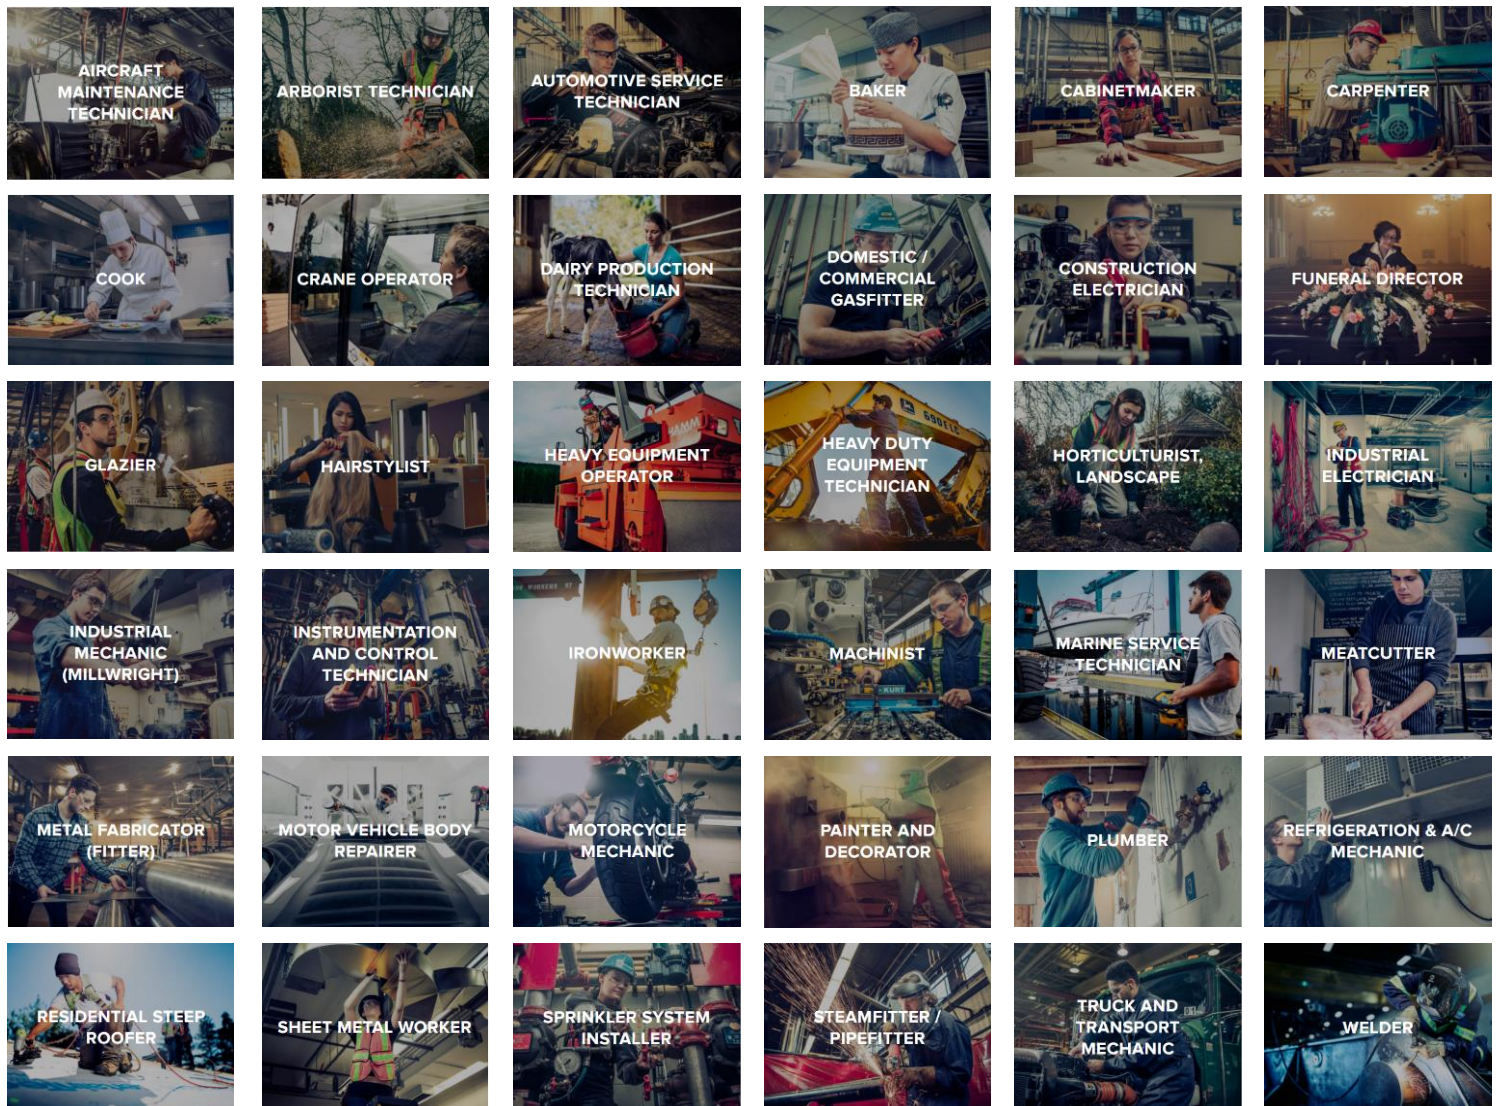 AIRCRAFT
MAINTENANCE
TECHNICIAN
ARBORIST TECHNICIAN
AUTOMOTIVE SERVICE
TECHNICIAN
BAKER
CABINETMAKER
CARPENTER
COOK
CRANE OPERATOR
DAIRY PRODUCTION
TECHNICIAN
DOMESTIC /
COMMERCIAL
GASFITTER
CONSTRUCTION
ELECTRICIAN
FUNERAL DIRECTOR
GLAZIER
HAIRSTYLIST
HAMM
HEAVY EQUIPMENT
OPERATOR
690E LC
HEAVY DUTY
EQUIPMENT
TECHNICIAN
HORTICULTURIST,
LANDSCAPE
INDUSTRIAL
ELECTRICIAN
INDUSTRIAL
MECHANIC
(MILLWRIGHT)
INSTRUMENTATION
AND CONTROL
TECHNICIAN
IRONWORKER
MACHINIST
KURT
MARINE SERVICE
TECHNICIAN
MEATCUTTER
METAL FABRICATOR
(FITTER)
MOTOR VEHICLE BODY
REPAIRER
MOTORCYCLE
MECHANIC
PAINTER AND
DECORATOR
PLUMBER
REFRIGERATION & A/C
MECHANIC
RESIDENTIAL STEEP
ROOFER
SHEET METAL WORKER
SPRINKLER SYSTEM
INSTALLER
STEAMFITTER /
PIPEFITTER
TRUCK AND
TRANSPORT
MECHANIC
WELDER